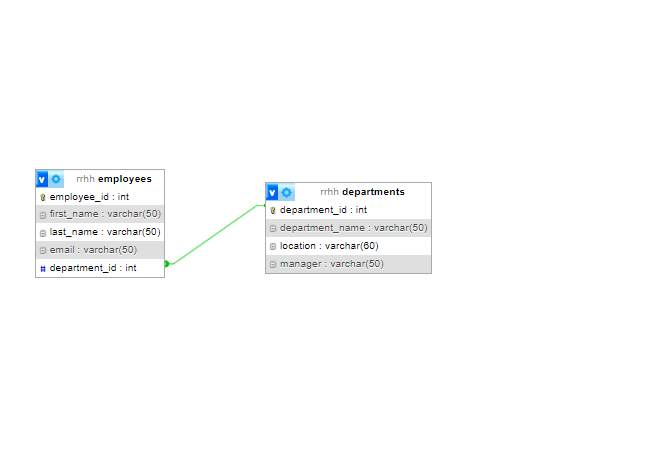 v rrhh employees
employee_id : int
first_name : varchar(50)
last_name : varchar(50)
email : varchar(50)
# department_id : int
v rrhh departments
department_id : int
department_name : varchar(50)
location : varchar(60)
manager : varchar(50)